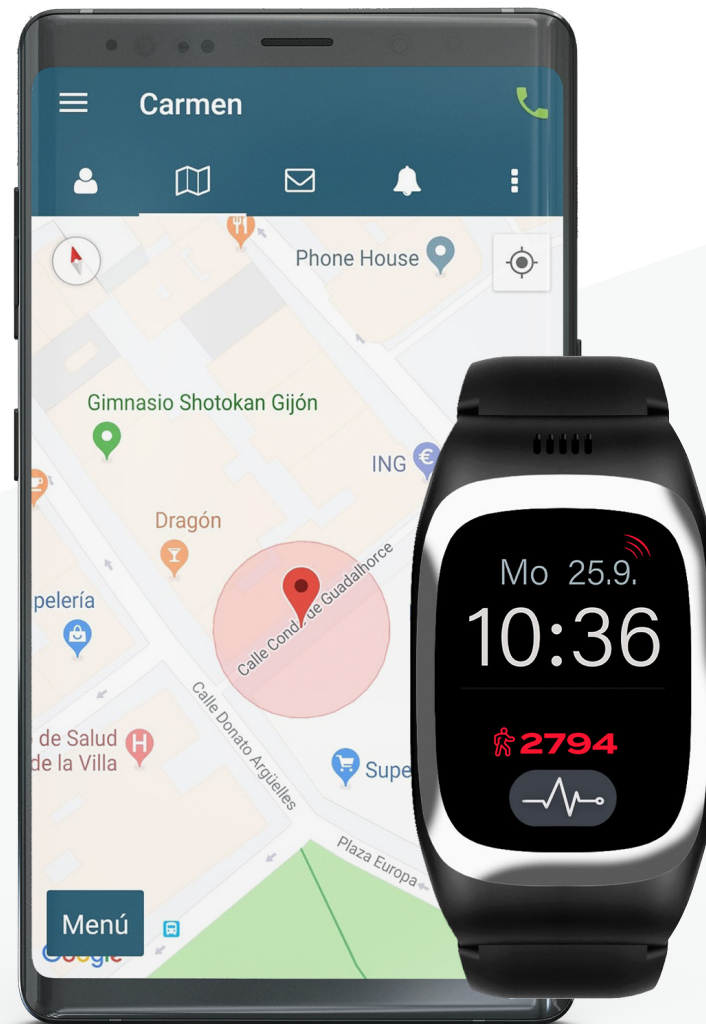 Carmen
Phone House
Gimnasio Shotokan Gijón
ING
€
Dragón
pelería
Calle Conde de Guadalhorce
Calle Donato Argüelles
de Salud
H
de la Villa
Supe
Plaza Europa
Menú
Google
Mo 25.9.
10:36
2794